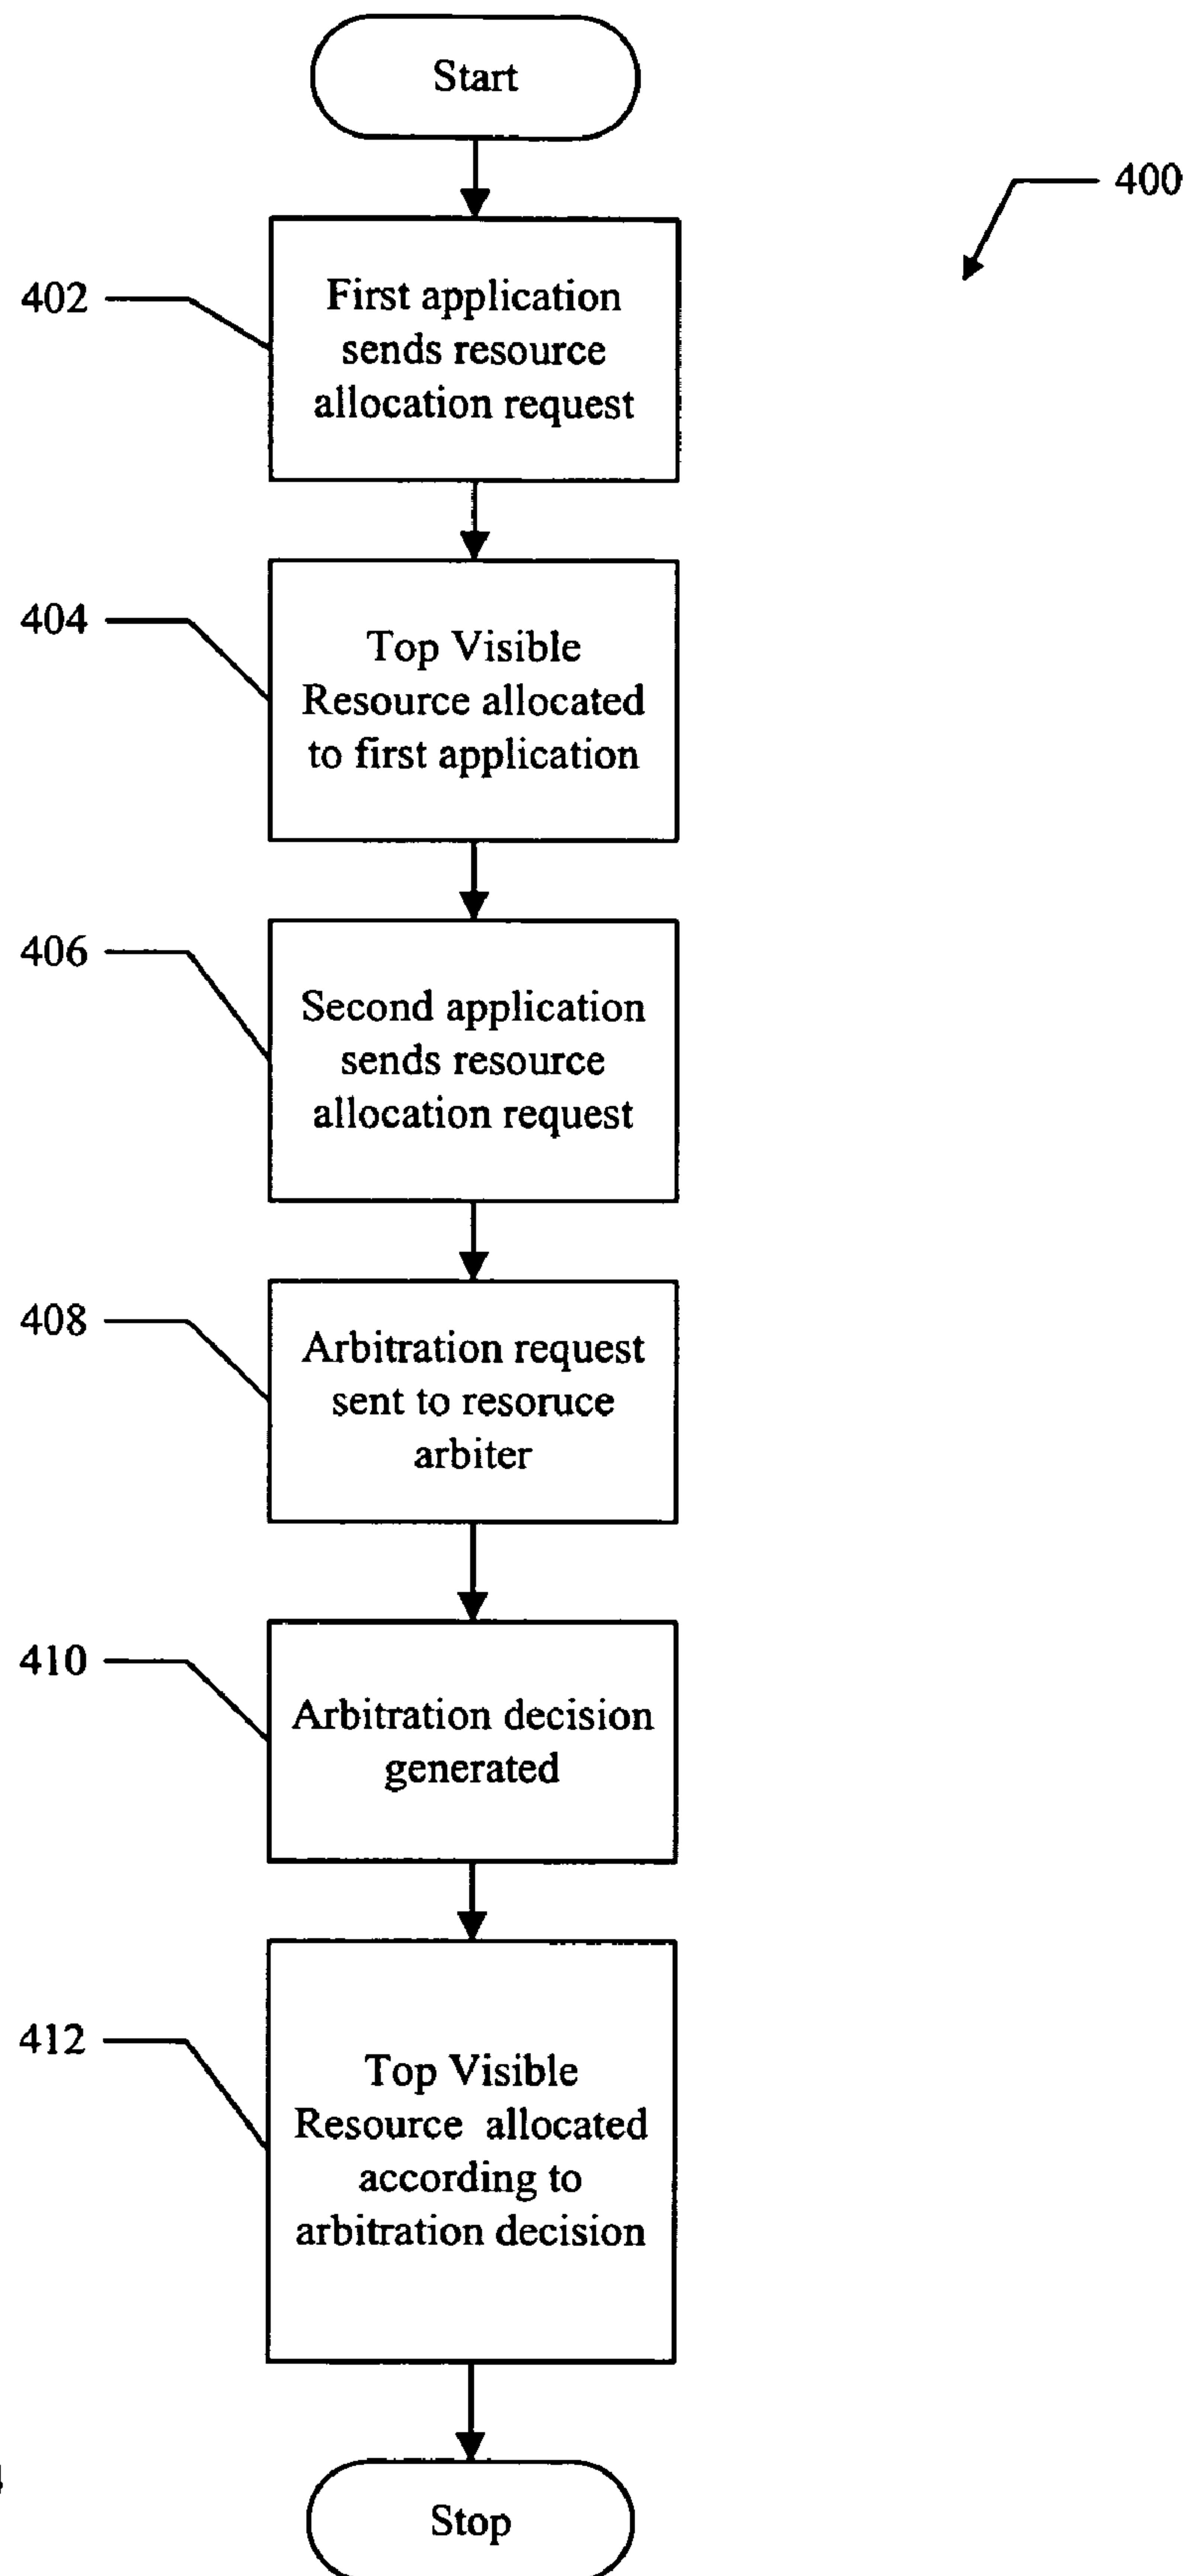 Start
400
402
First application
sends resource
allocation request
404
Top Visible
Resource allocated
to first application
406
Second application
sends resource
allocation request
408
Arbitration request
sent to resoruce
arbiter
410
Arbitration decision
generated
412
Top Visible
Resource allocated
according to
arbitration decision
Stop